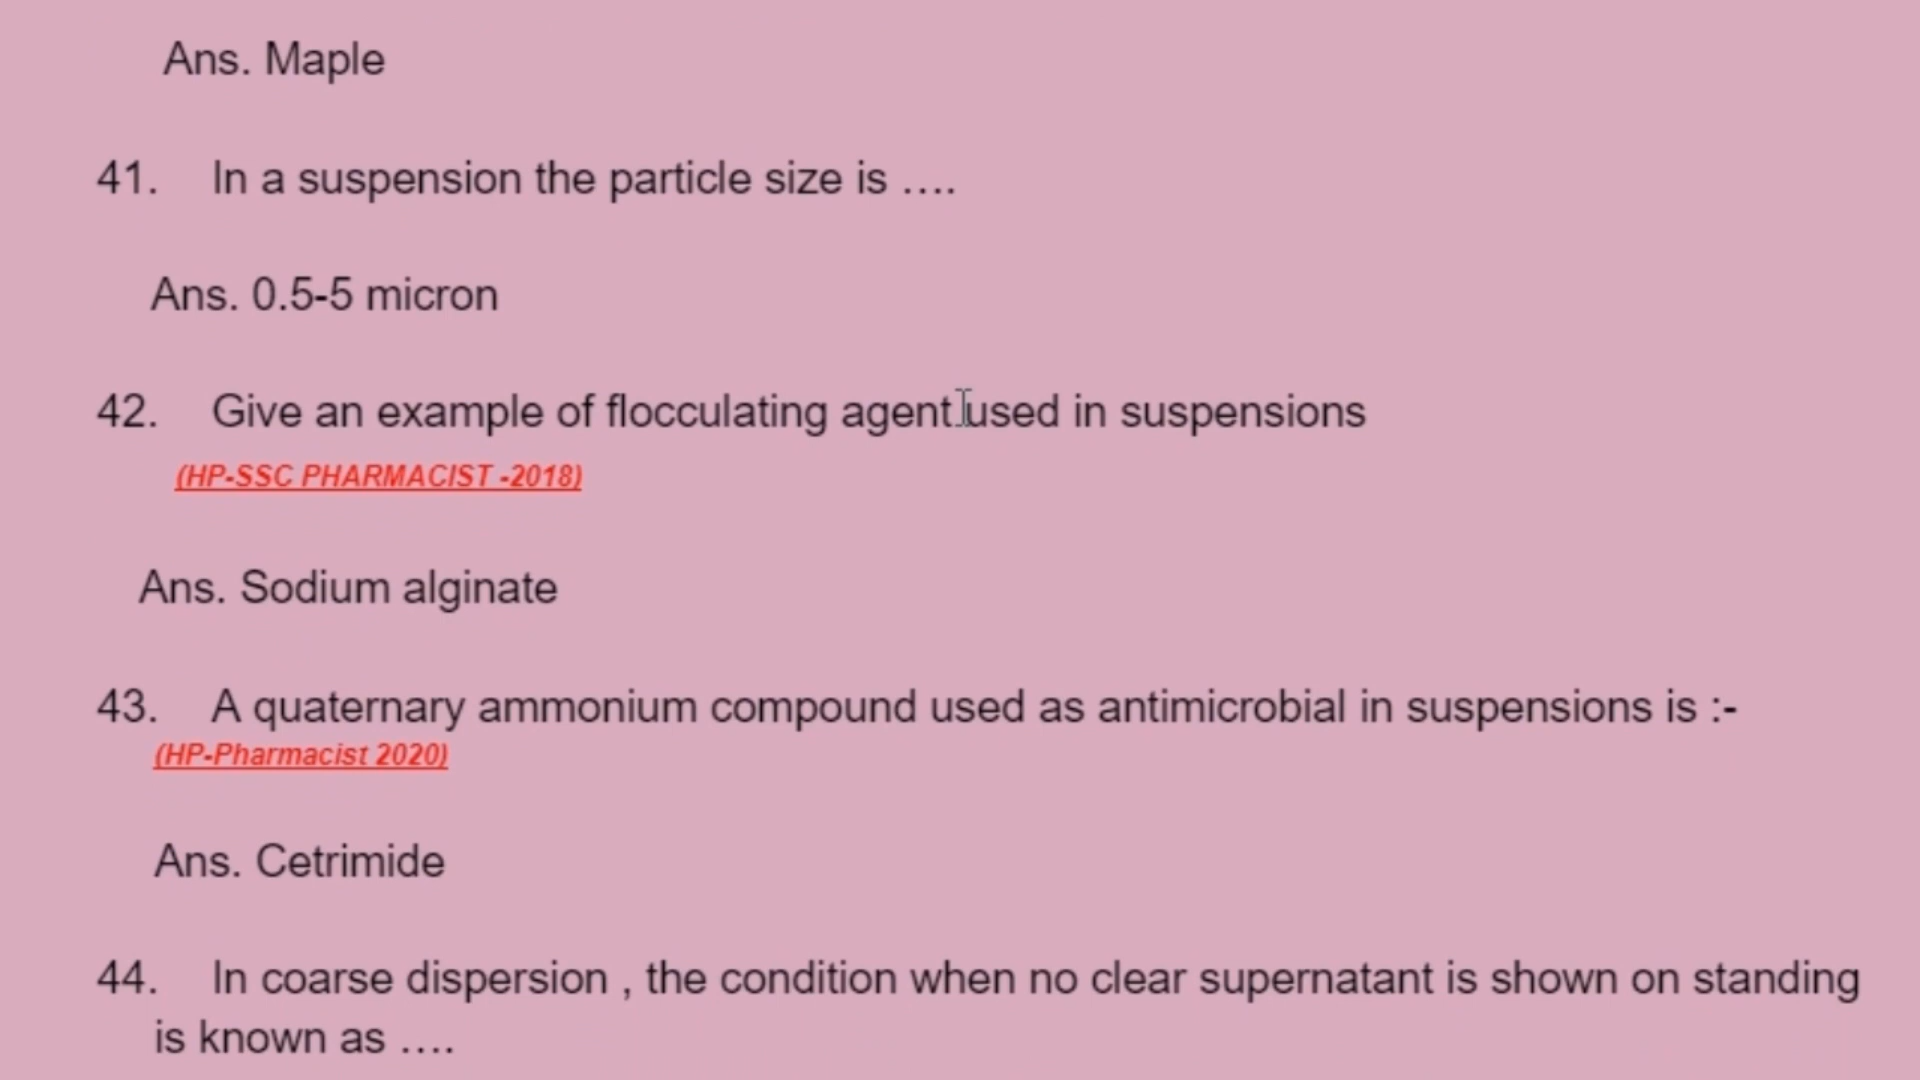 Ans. Maple
41. In a suspension the particle size is ....
Ans. 0.5-5 micron
42. Give an example of flocculating agent used in suspensions
(HP-SSC PHARMACIST -2018)
Ans. Sodium alginate
43. A quaternary ammonium compound used as antimicrobial in suspensions is :-
(HP-Pharmacist 2020)
Ans. Cetrimide
44. In coarse dispersion , the condition when no clear supernatant is shown on standing
is known as ....